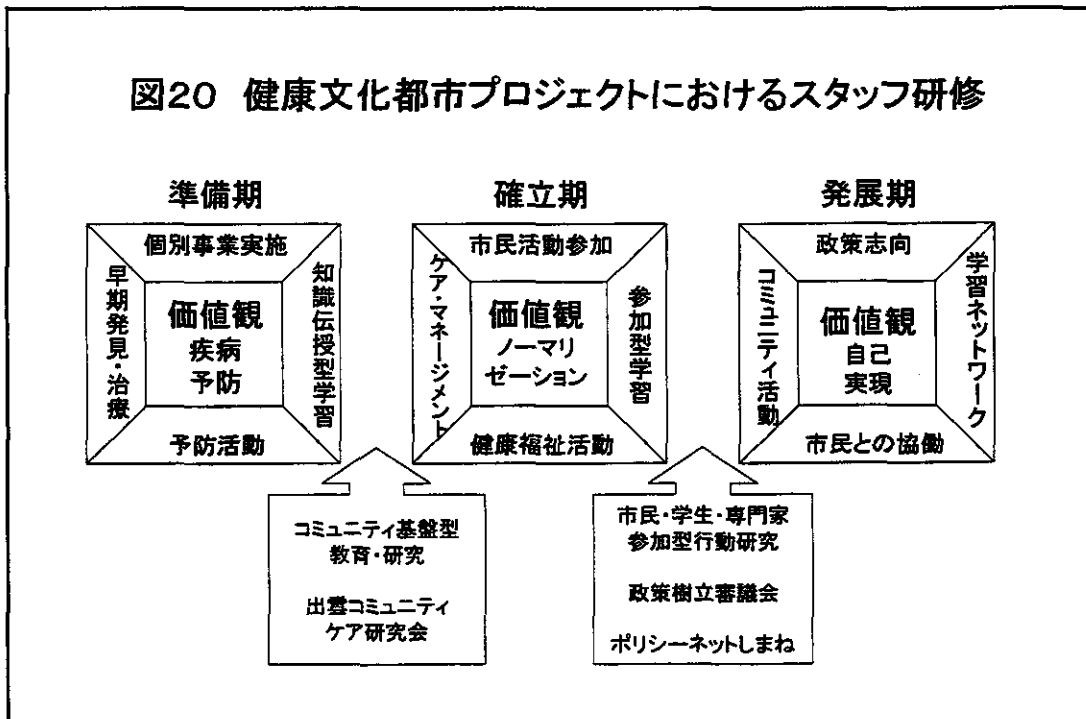 図20 健康文化都市プロジェクトにおけるスタッフ研修
準備期
個別事業実施
早期発見・治療
価値観
疾病
予防
知識伝授型学習
予防活動
確立期
市民活動参加
ケア・マネージメント
価値観
ノーマリ
ゼーション
参加型学習
健康福祉活動
発展期
政策志向
コミュニティ活動
価値観
自己
実現
学習ネットワーク
市民との協働
コミュニティ基盤型
教育・研究
出雲コミュニティ
ケア研究会
市民・学生・専門家
参加型行動研究
政策樹立審議会
ポリシーネットしまね